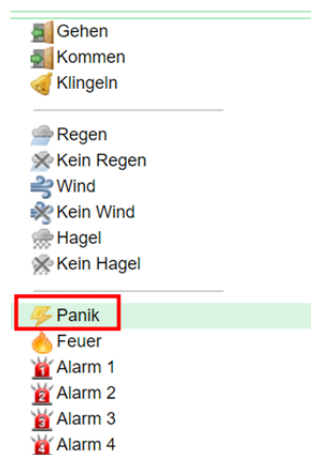 Gehen
Kommen
Klingeln
Regen
Kein Regen
Wind
Kein Wind
Hagel
Kein Hagel
Panik
Feuer
Alarm 1
Alarm 2
Alarm 3
Alarm 4